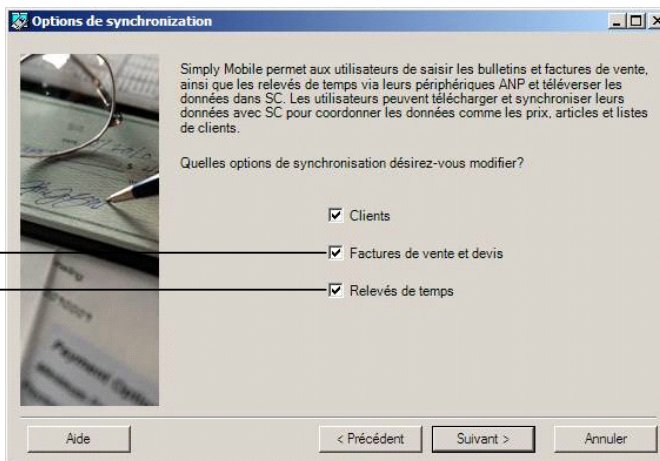 Options de synchronization
Simply Mobile permet aux utilisateurs de saisir les bulletins et factures de vente,
ainsi que les relevés de temps via leurs périphériques ANP et téléverser les
données dans SC. Les utilisateurs peuvent télécharger et synchroniser leurs
données avec SC pour coordonner les données comme les prix, articles et listes
de clients.
Quelles options de synchronisation désirez-vous modifier?
Clients
Factures de vente et devis
Relevés de temps
Payment
Aide
< Précédent
Suivant >
Annuler